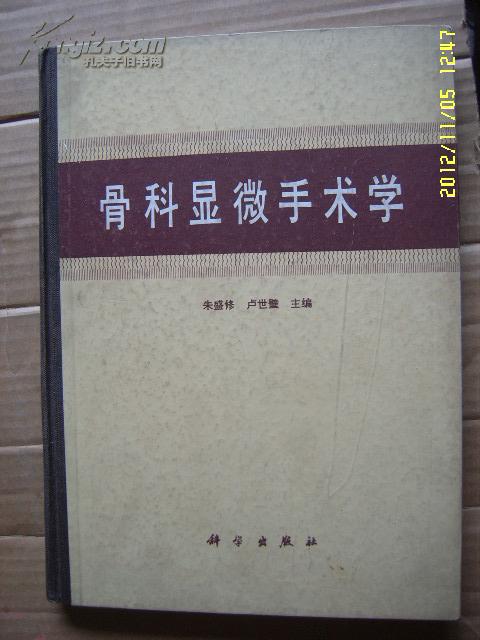 Kongfz.com
孔夫子旧书网
2012/11/05 12:47
骨科显微手术学
朱盛修 卢世璧 主编
科学出版社